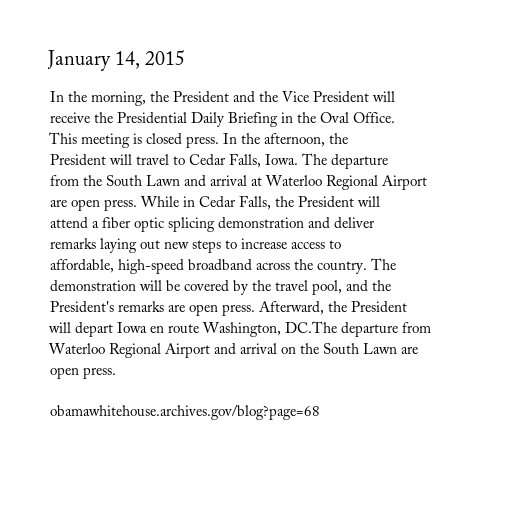 January 14, 2015
In the morning, the President and the Vice President will
receive the Presidential Daily Briefing in the Oval Office.
This meeting is closed press. In the afternoon, the
President will travel to Cedar Falls, Iowa. The departure
from the South Lawn and arrival at Waterloo Regional Airport
are open press. While in Cedar Falls, the President will
attend a fiber optic splicing demonstration and deliver
remarks laying out new steps to increase access to
affordable, high-speed broadband across the country. The
demonstration will be covered by the travel pool, and the
President's remarks are open press. Afterward, the President
will depart Iowa en route Washington, DC.The departure from
Waterloo Regional Airport and arrival on the South Lawn are
open press.
obamawhitehouse.archives.gov/blog?page=68